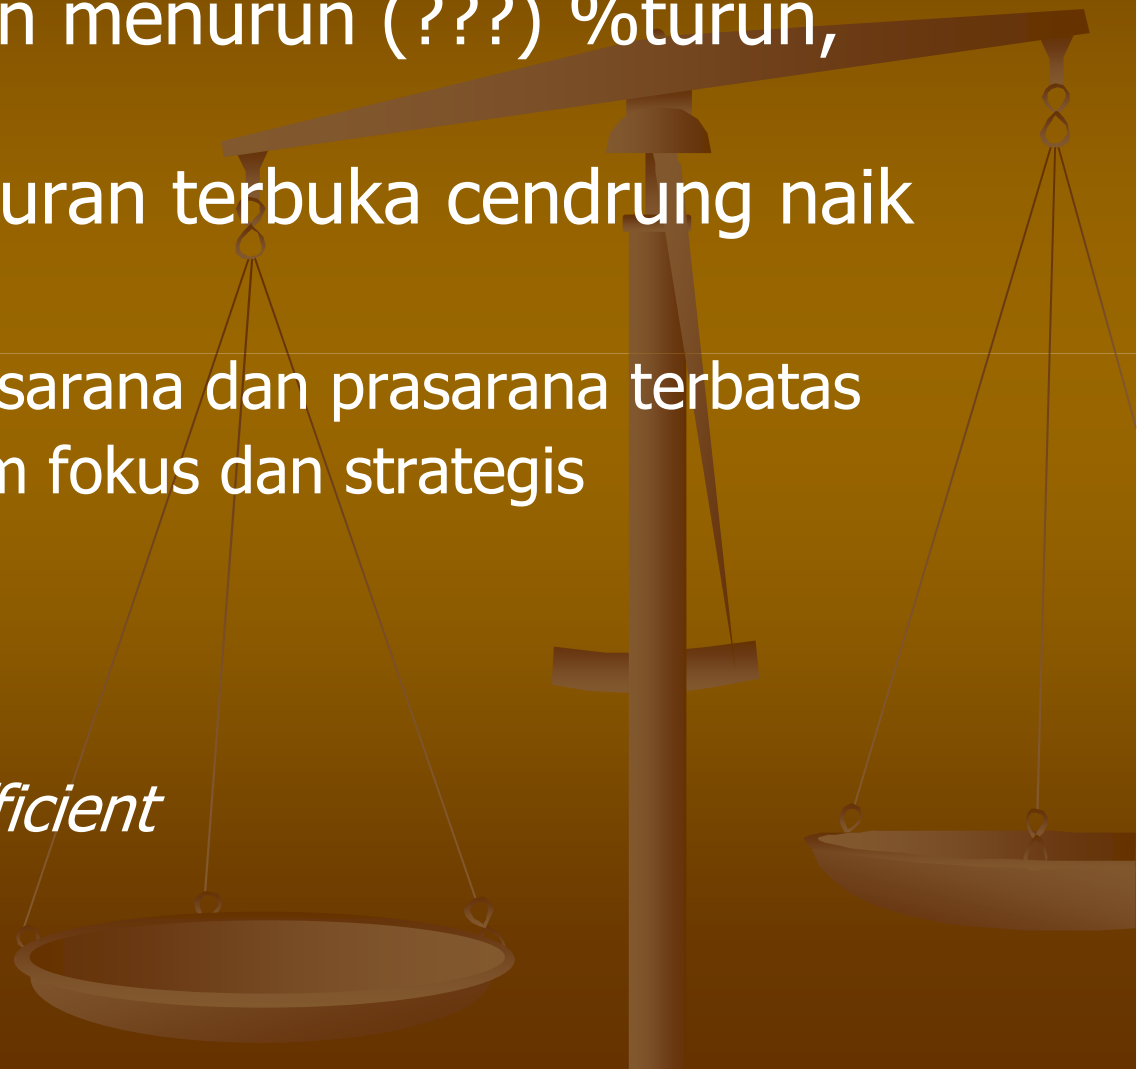 n menurun (???) %turun,
uran terbuka cendrung naik
sarana dan prasarana terbatas
m fokus dan strategis
ficient